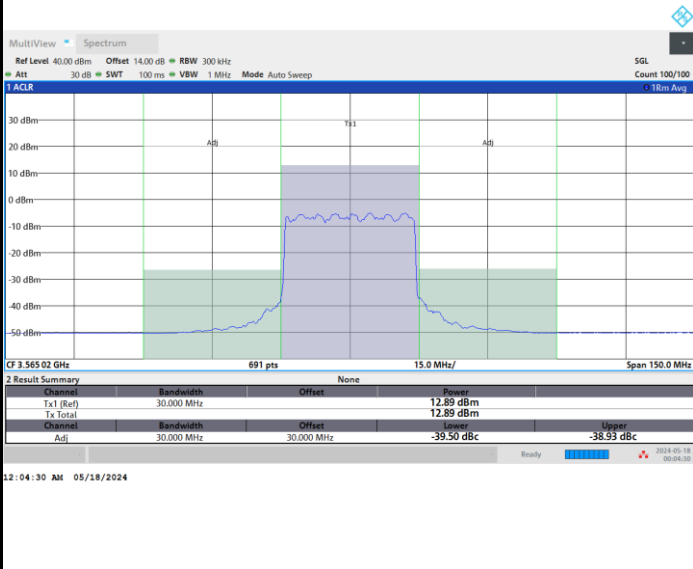 MultiView Spectrum
Ref Level 40.00 dBm Offset 14.00 dB RBW 300 kHz SGL
Att 30 dB SWT 100 ms VBW 1 MHz Mode Auto Sweep Count 100/100
1 ACLR 1Rm Avg
30 dBm
Tx1
20 dBm
Adj Adj
10 dBm
0 dBm
-10 dBm
-20 dBm
-30 dBm
-40 dBm
-50 dBm
CF 3.565 02 GHz 691 pts 15.0 MHz/ Span 150.0 MHz
2 Result Summary None
Channel Bandwidth Offset Power
Tx1 (Ref) 30.000 MHz 12.89 dBm
Tx Total 12.89 dBm
Channel Bandwidth Offset Lower Upper
Adj 30.000 MHz 30.000 MHz -39.50 dBc -38.93 dBc
Ready 2024-05-18
00:04:30
12:04:30 AM 05/18/2024